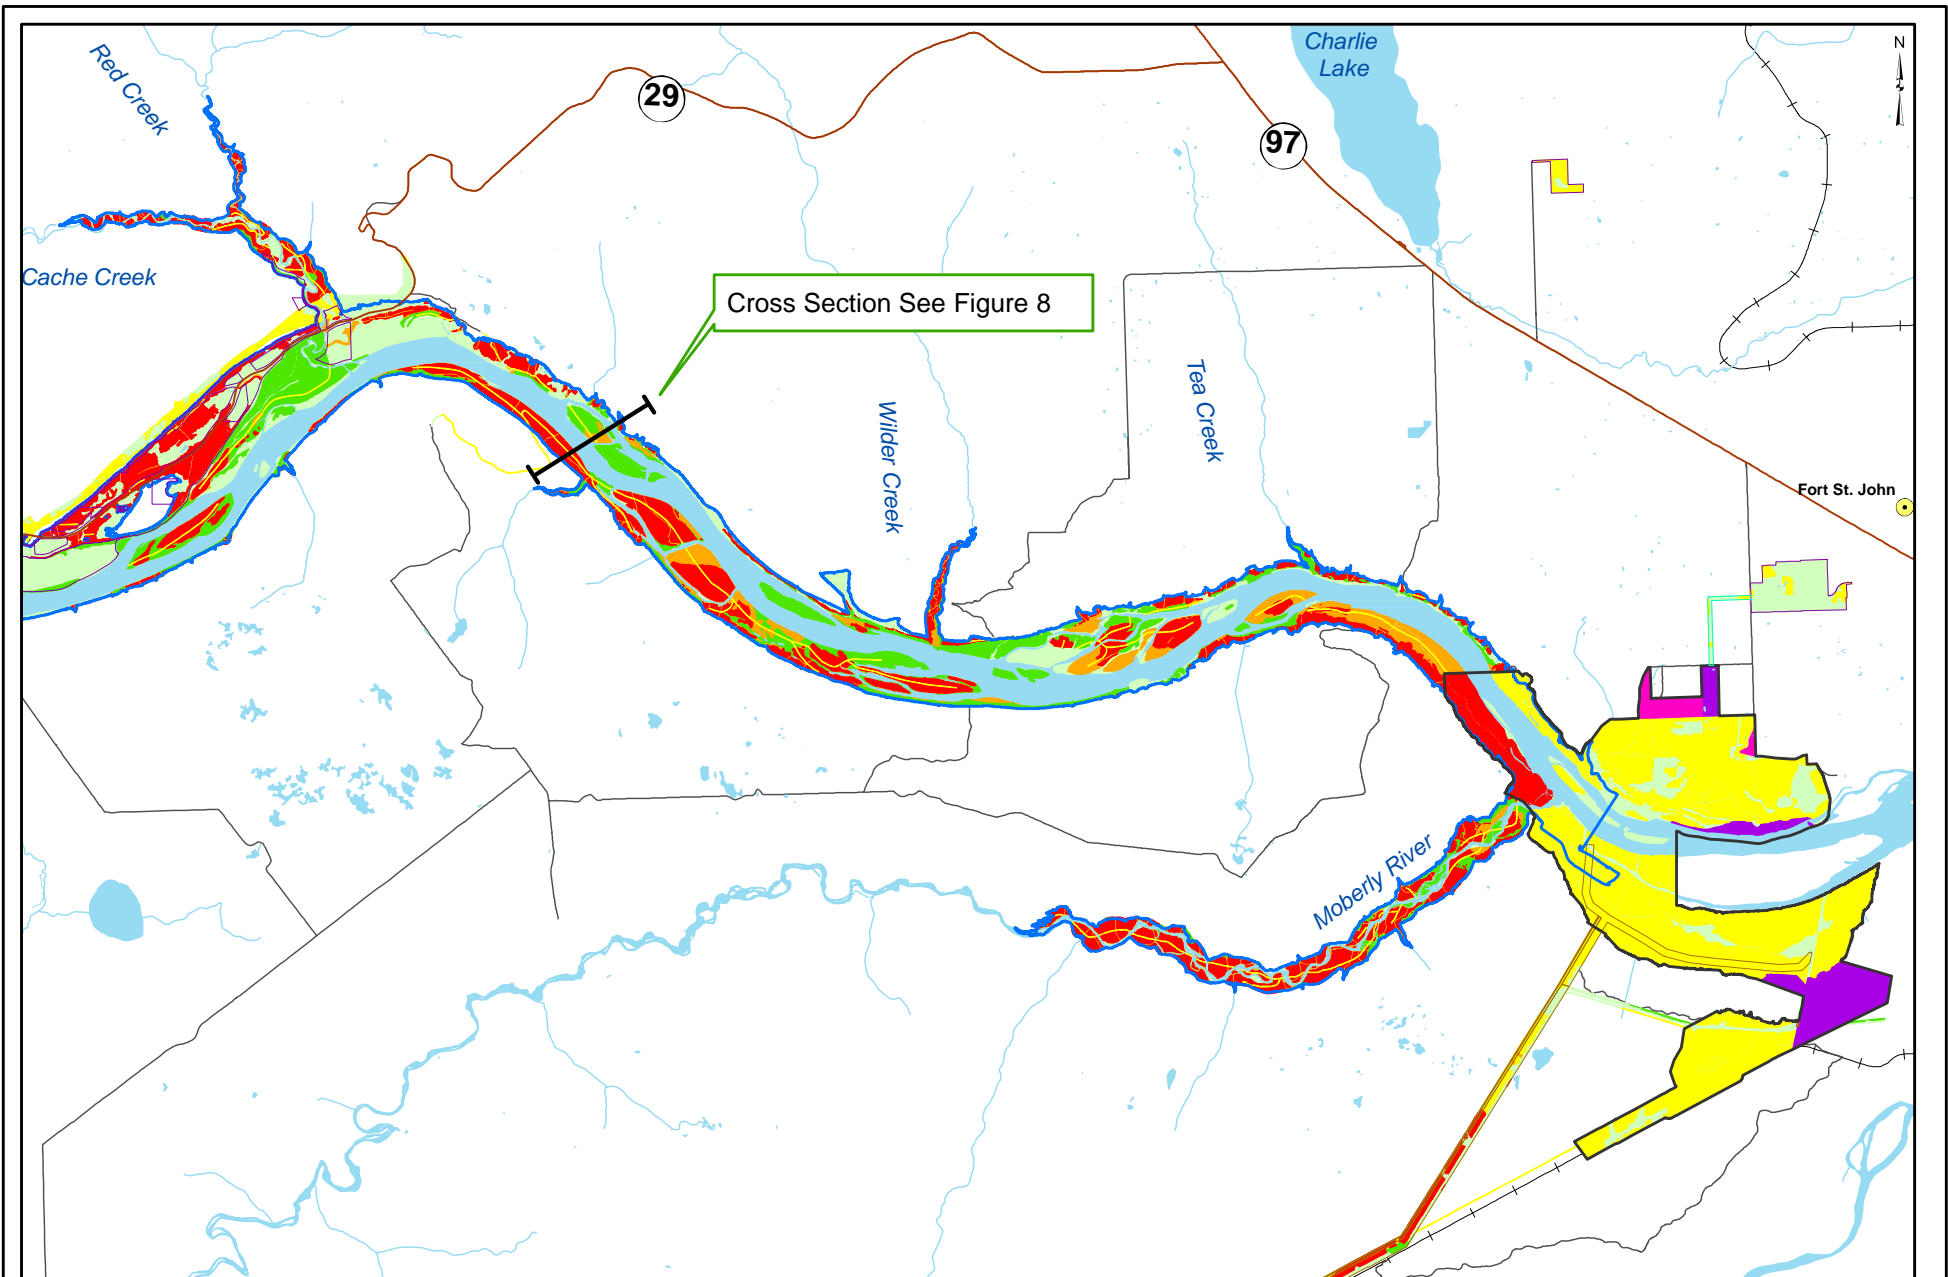 Charlie
Lake
N
Red Creek
29
97
Cache Creek
Cross Section See Figure 8
Tea Creek
Wilder Creek
Fort St. John
Moberly River